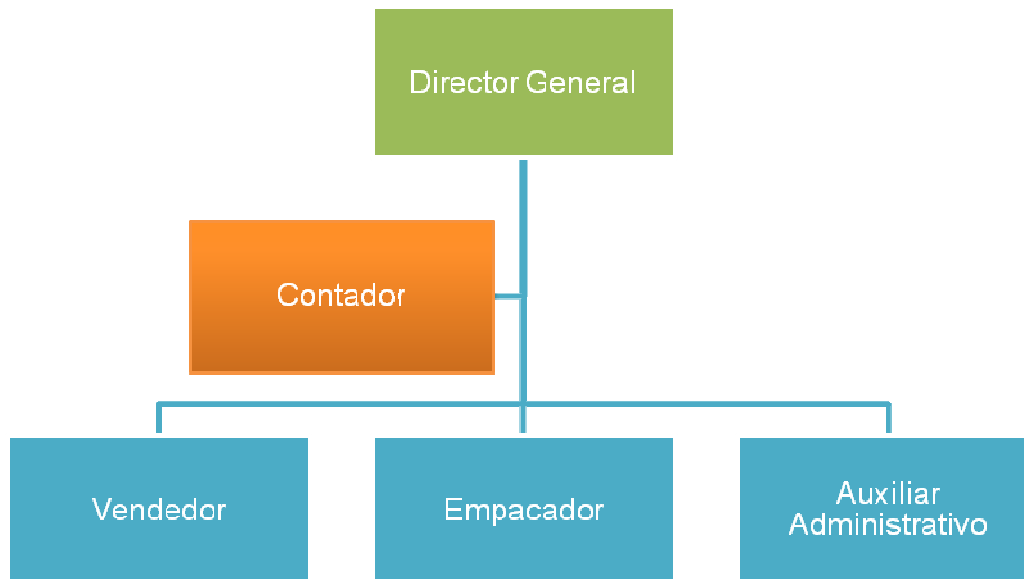 Director General
Contador
Vendedor
Empacador
Auxiliar
Administrativo